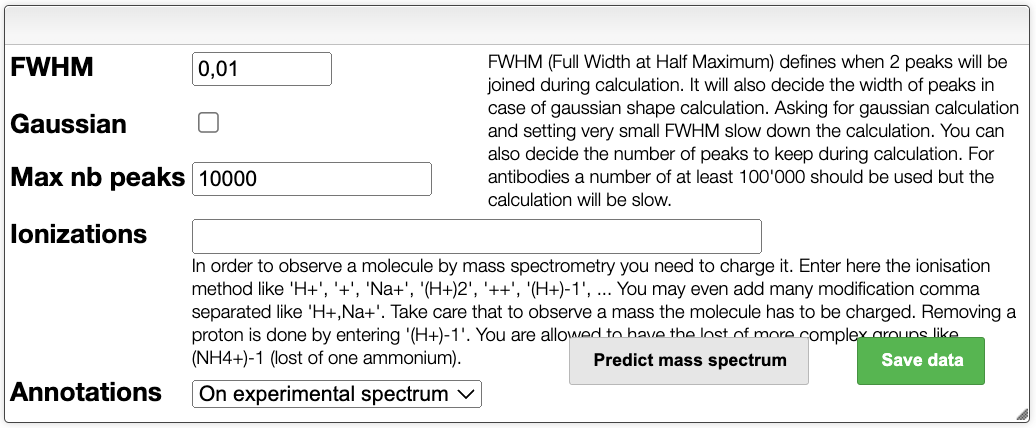 FWHM
0,01
FWHM (Full Width at Half Maximum) defines when 2 peaks will be
joined during calculation. It will also decide the width of peaks in
case of gaussian shape calculation. Asking for gaussian calculation
and setting very small FWHM slow down the calculation. You can
also decide the number of peaks to keep during calculation. For
antibodies a number of at least 100'000 should be used but the
calculation will be slow.
Gaussian
Max nb peaks
10000
Ionizations
In order to observe a molecule by mass spectrometry you need to charge it. Enter here the ionisation
method like 'H+', '+', 'Na+', '(H+)2', '++', '(H+)-1', ... You may even add many modification comma
separated like 'H+,Na+'. Take care that to observe a mass the molecule has to be charged. Removing a
proton is done by entering '(H+)-1'. You are allowed to have the lost of more complex groups like
(NH4+)-1 (lost of one ammonium).
Predict mass spectrum
Save data
Annotations
On experimental spectrum